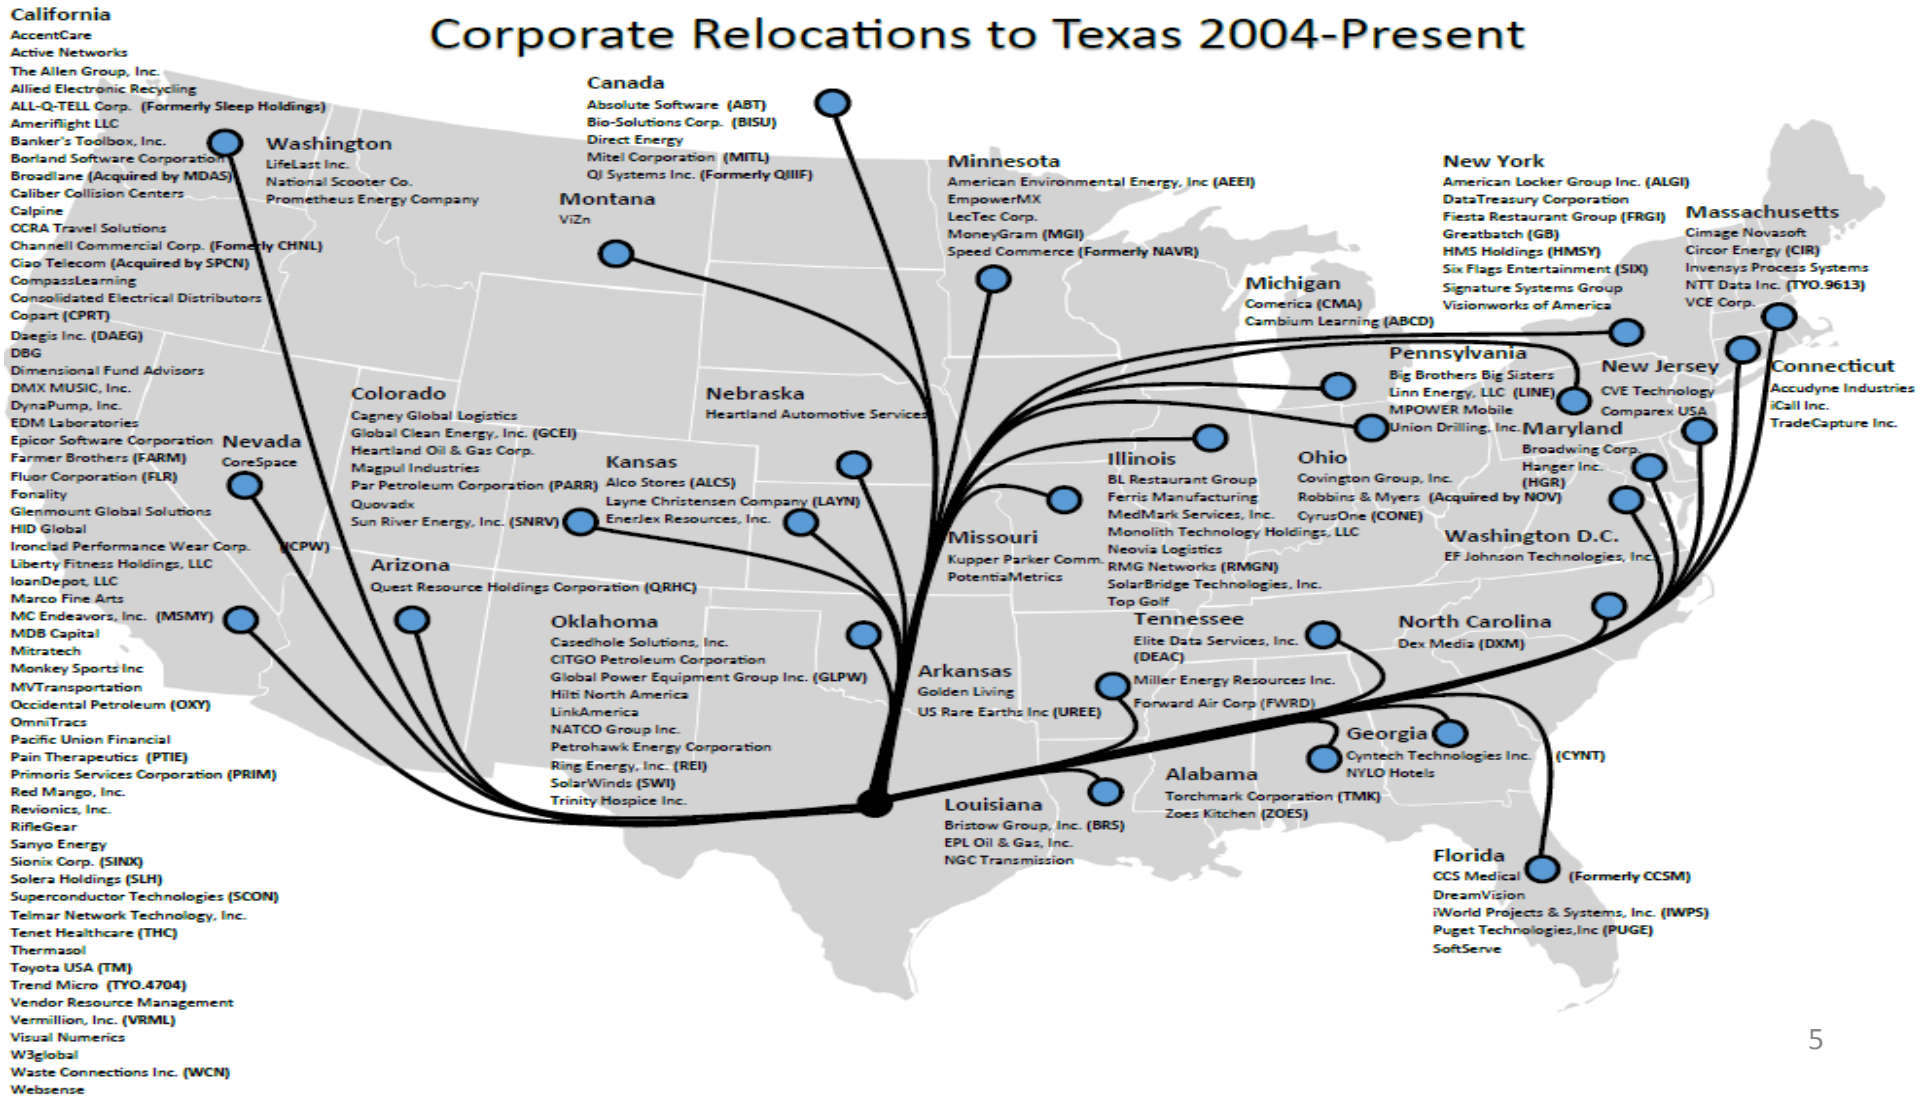 Corporate Relocations to Texas 2004-Present
California
AccentCare
Active Networks
The Allen Group, Inc.
Allied Electronic Recycling
ALL-Q-TELL Corp. (Formerly Sleep Holdings)
Ameriflight LLC
Banker's Toolbox, Inc.
Borland Software Corporation
Broadlane (Acquired by MDAS)
Caliber Collision Centers
Calpine
CCRA Travel Solutions
Channell Commercial Corp. (Fomerly CHNL)
Ciao Telecom (Acquired by SPCN)
CompassLearning
Consolidated Electrical Distributors
Copart (CPRT)
Daegis Inc. (DAEG)
DBG
Dimensional Fund Advisors
DMX MUSIC, Inc.
DynaPump, Inc.
EDM Laboratories
Epicor Software Corporation
Farmer Brothers (FARM)
Fluor Corporation (FLR)
Fonality
Glenmount Global Solutions
HID Global
Ironclad Performance Wear Corp. (ICPW)
Liberty Fitness Holdings, LLC
loanDepot, LLC
Marco Fine Arts
MC Endeavors, Inc. (MSMY)
MDB Capital
Mitratech
Monkey Sports Inc
MVTransportation
Occidental Petroleum (OXY)
OmniTracs
Pacific Union Financial
Pain Therapeutics (PTIE)
Primoris Services Corporation (PRIM)
Red Mango, Inc.
Revionics, Inc.
RifleGear
Sanyo Energy
Sionix Corp. (SINX)
Solera Holdings (SLH)
Superconductor Technologies (SCON)
Telmar Network Technology, Inc.
Tenet Healthcare (THC)
Thermasol
Toyota USA (TM)
Trend Micro (TYO.4704)
Vendor Resource Management
Vermillion, Inc. (VRML)
Visual Numerics
W3global
Waste Connections Inc. (WCN)
Websense
Washington
LifeLast Inc.
National Scooter Co.
Prometheus Energy Company
Canada
Absolute Software (ABT)
Bio-Solutions Corp. (BISU)
Direct Energy
Mitel Corporation (MITL)
QI Systems Inc. (Formerly QIIIF)
Montana
ViZn
Minnesota
American Environmental Energy, Inc (AEEI)
EmpowerMX
LecTec Corp.
MoneyGram (MGI)
Speed Commerce (Formerly NAVR)
New York
American Locker Group Inc. (ALGI)
DataTreasury Corporation
Fiesta Restaurant Group (FRGI)
Greatbatch (GB)
HMS Holdings (HMSY)
Six Flags Entertainment (SIX)
Signature Systems Group
Visionworks of America
Massachusetts
Cimage Novasoft
Circor Energy (CIR)
Invensys Process Systems
NTT Data Inc. (TYO.9613)
VCE Corp.
Michigan
Comerica (CMA)
Cambium Learning (ABCD)
Pennsylvania
Big Brothers Big Sisters
Linn Energy, LLC (LINE)
MPOWER Mobile
Union Drilling, Inc.
New Jersey
CVE Technology
Comparex USA
Connecticut
Accudyne Industries
iCall Inc.
TradeCapture Inc.
Maryland
Broadwing Corp.
Hanger Inc.
(HGR)
Washington D.C.
EF Johnson Technologies, Inc.
Nevada
CoreSpace
Colorado
Cagney Global Logistics
Global Clean Energy, Inc. (GCEI)
Heartland Oil & Gas Corp.
Magpul Industries
Par Petroleum Corporation (PARR)
Quovadx
Sun River Energy, Inc. (SNRV)
Nebraska
Heartland Automotive Services
Kansas
Alco Stores (ALCS)
Layne Christensen Company (LAYN)
EnerJex Resources, Inc.
Arizona
Quest Resource Holdings Corporation (QRHC)
Oklahoma
Casedhole Solutions, Inc.
CITGO Petroleum Corporation
Global Power Equipment Group Inc. (GLPW)
Hilti North America
LinkAmerica
NATCO Group Inc.
Petrohawk Energy Corporation
Ring Energy, Inc. (REI)
SolarWinds (SWI)
Trinity Hospice Inc.
Missouri
Kupper Parker Comm.
PotentiaMetrics
Illinois
BL Restaurant Group
Ferris Manufacturing
MedMark Services, Inc.
Monolith Technology Holdings, LLC
Neovia Logistics
RMG Networks (RMGN)
SolarBridge Technologies, Inc.
Top Golf
Ohio
Covington Group, Inc.
Robbins & Myers (Acquired by NOV)
CyrusOne (CONE)
Tennessee
Elite Data Services, Inc.
(DEAC)
Miller Energy Resources Inc.
Forward Air Corp (FWRD)
North Carolina
Dex Media (DXM)
Arkansas
Golden Living
US Rare Earths Inc (UREE)
Georgia
Cyntech Technologies Inc. (CYNT)
NYLO Hotels
Alabama
Torchmark Corporation (TMK)
Zoes Kitchen (ZOES)
Louisiana
Bristow Group, Inc. (BRS)
EPL Oil & Gas, Inc.
NGC Transmission
Florida
CCS Medical (Formerly CCSM)
DreamVision
iWorld Projects & Systems, Inc. (IWPS)
Puget Technologies,Inc (PUGE)
SoftServe
5